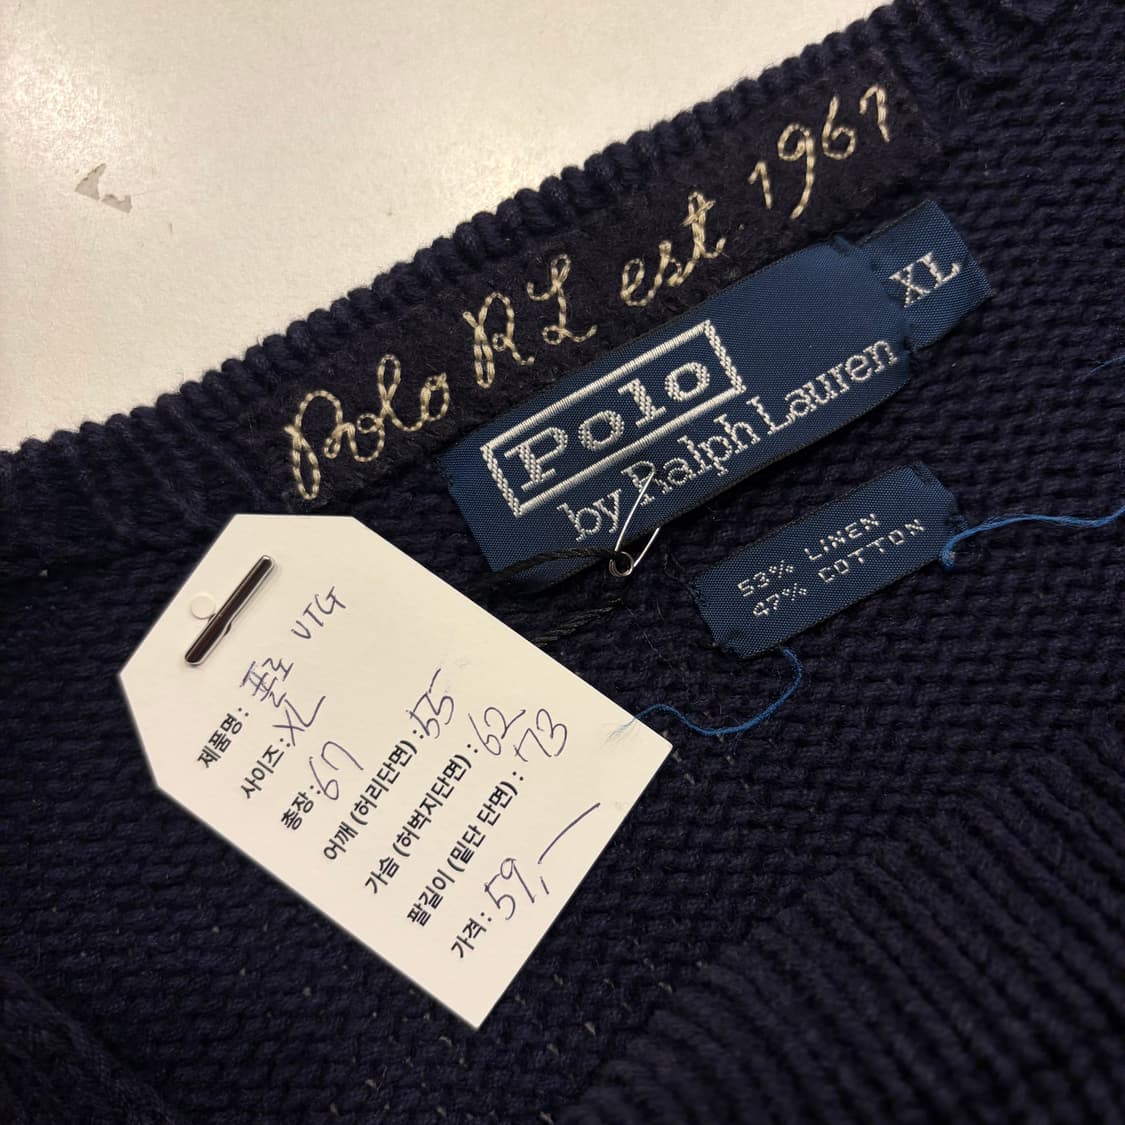 Polo RL est 1967
XL
Polo
by Ralph Lauren
53% LINEN
47% COTTON
제품명 : 폴로 VTG
사이즈 : XL
총장 : 67
어깨 (허리단면) : 55
가슴 (허벅지단면) : 62
팔길이 (밑단 단면) : 73
가격 : 59,—